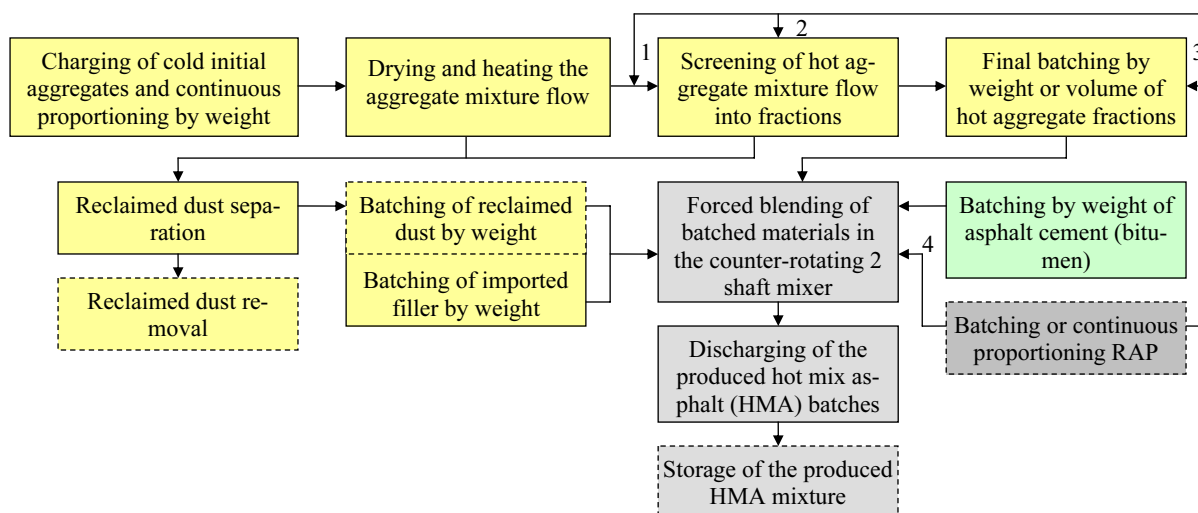 Charging of cold initial
aggregates and continuous
proportioning by weight
Drying and heating the
aggregate mixture flow
1
2
Screening of hot ag-
gregate mixture flow
into fractions
Final batching by
weight or volume of
hot aggregate fractions
3
Reclaimed dust sepa-
ration
Batching of reclaimed
dust by weight
Batching of imported
filler by weight
Forced blending of
batched materials in
the counter-rotating 2
shaft mixer
4
Batching by weight of
asphalt cement (bitu-
men)
Reclaimed dust re-
moval
Batching or continuous
proportioning RAP
Discharging of the
produced hot mix as-
phalt (HMA) batches
Storage of the produced
HMA mixture